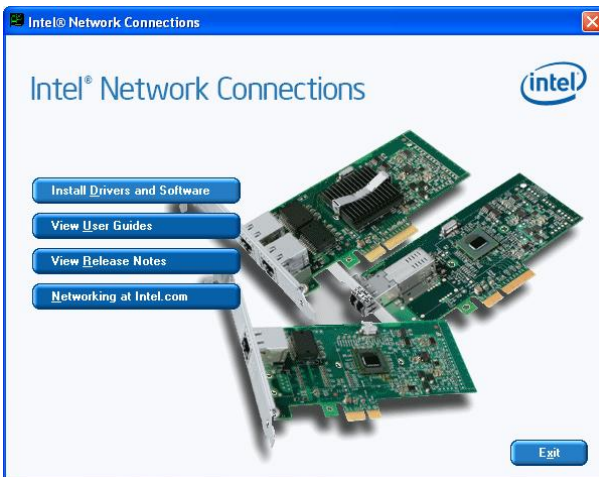 Intel® Network Connections
Intel® Network Connections
intel
Install Drivers and Software
View User Guides
View Release Notes
Networking at Intel.com
Exit